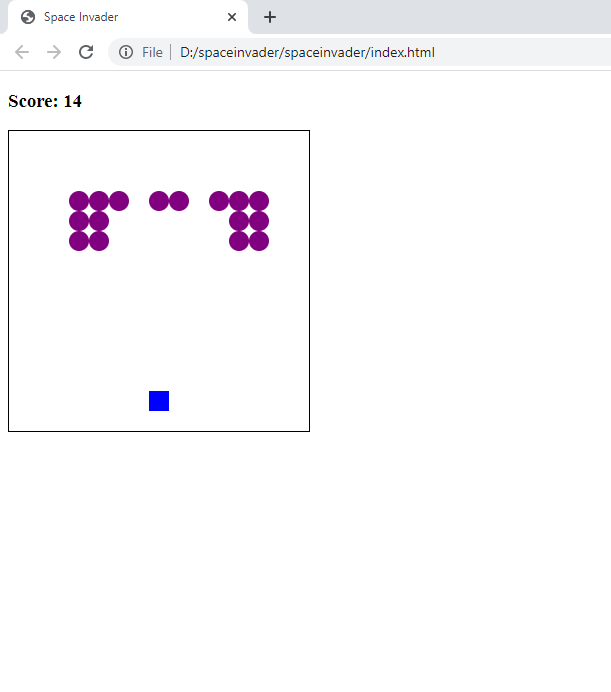 Space Invader
File D:/spaceinvader/spaceinvader/index.html
Score: 14